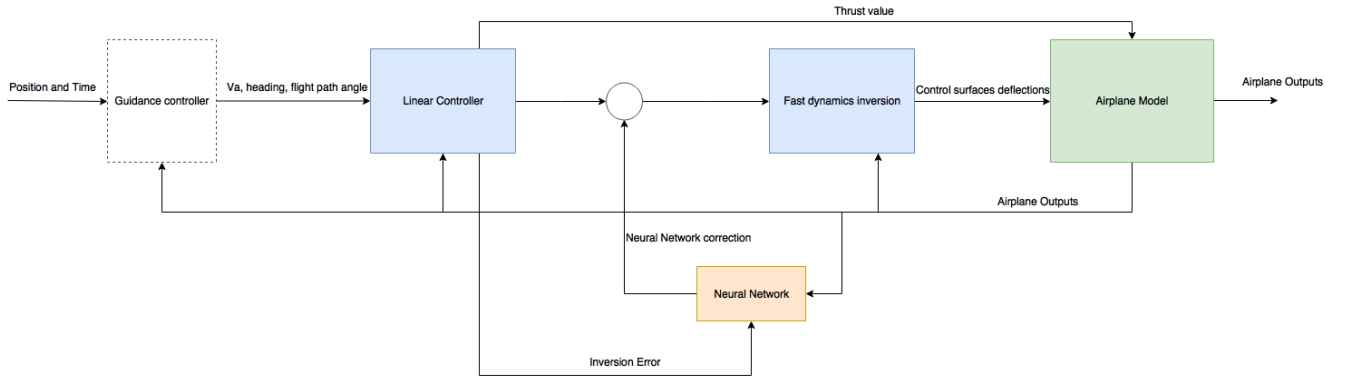 Thrust value
Position and Time
Guidance controller
Va, heading, flight path angle
Linear Controller
Fast dynamics inversion
Control surfaces deflections
Airplane Model
Airplane Outputs
Airplane Outputs
Neural Network correction
Neural Network
Inversion Error